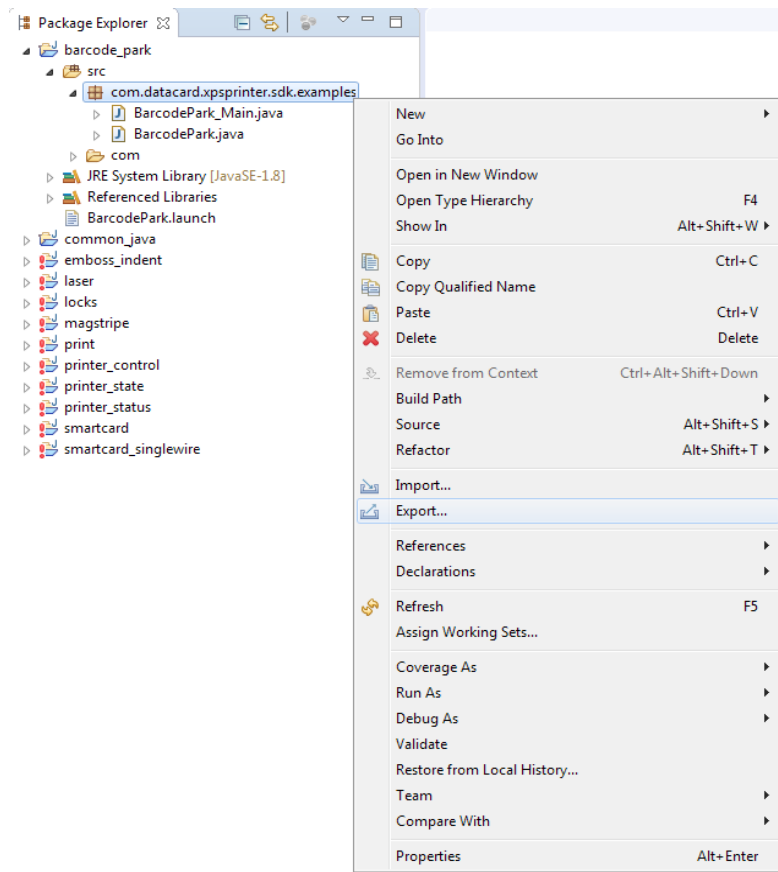 Package Explorer
barcode_park
src
com.datacard.xpsprinter.sdk.examples
BarcodePark_Main.java
BarcodePark.java
com
JRE System Library [JavaSE-1.8]
Referenced Libraries
BarcodePark.launch
common_java
emboss_indent
laser
locks
magstripe
print
printer_control
printer_state
printer_status
smartcard
smartcard_singlewire
New
Go Into
Open in New Window
Open Type Hierarchy F4
Show In Alt+Shift+W
Copy Ctrl+C
Copy Qualified Name
Paste Ctrl+V
Delete Delete
Remove from Context Ctrl+Alt+Shift+Down
Build Path
Source Alt+Shift+S
Refactor Alt+Shift+T
Import...
Export...
References
Declarations
Refresh F5
Assign Working Sets...
Coverage As
Run As
Debug As
Validate
Restore from Local History...
Team
Compare With
Properties Alt+Enter